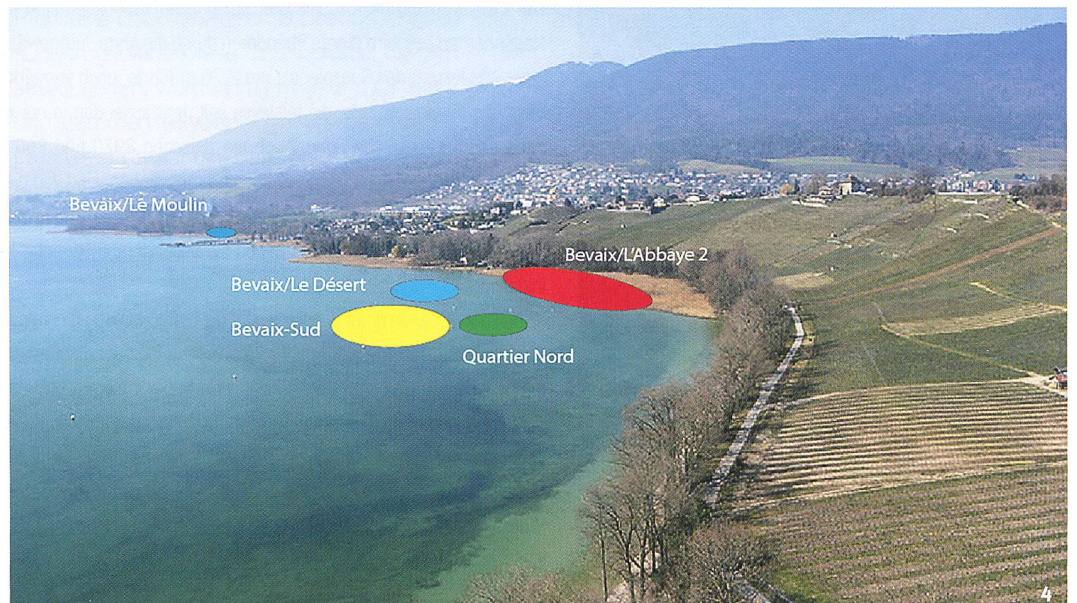 Bevaix/Le Moulin
Bevaix/L'Abbaye 2
Bevaix/Le Désert
Bevaix-Sud
Quartier Nord
4